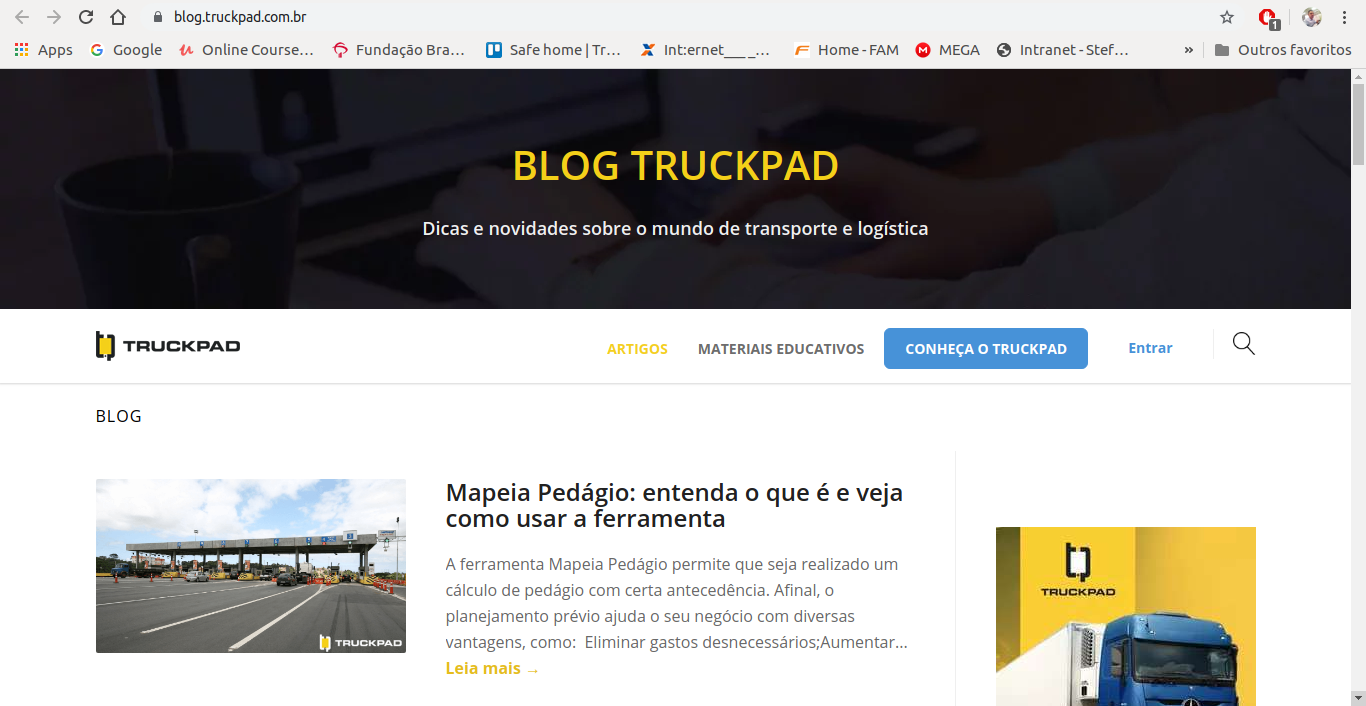 blog.truckpad.com.br
1
Apps
Google
Online Course…
Fundação Bra…
Safe home | Tr…
Int:ernet___ _…
Home - FAM
MEGA
Intranet - Stef…
»
Outros favoritos
BLOG TRUCKPAD
Dicas e novidades sobre o mundo de transporte e logística
TRUCKPAD
ARTIGOS
MATERIAIS EDUCATIVOS
CONHEÇA O TRUCKPAD
Entrar
BLOG
Mapeia Pedágio: entenda o que é e veja
como usar a ferramenta
A ferramenta Mapeia Pedágio permite que seja realizado um
cálculo de pedágio com certa antecedência. Afinal, o
planejamento prévio ajuda o seu negócio com diversas
vantagens, como:  Eliminar gastos desnecessários;Aumentar...
Leia mais →
TRUCKPAD
TRUCKPAD